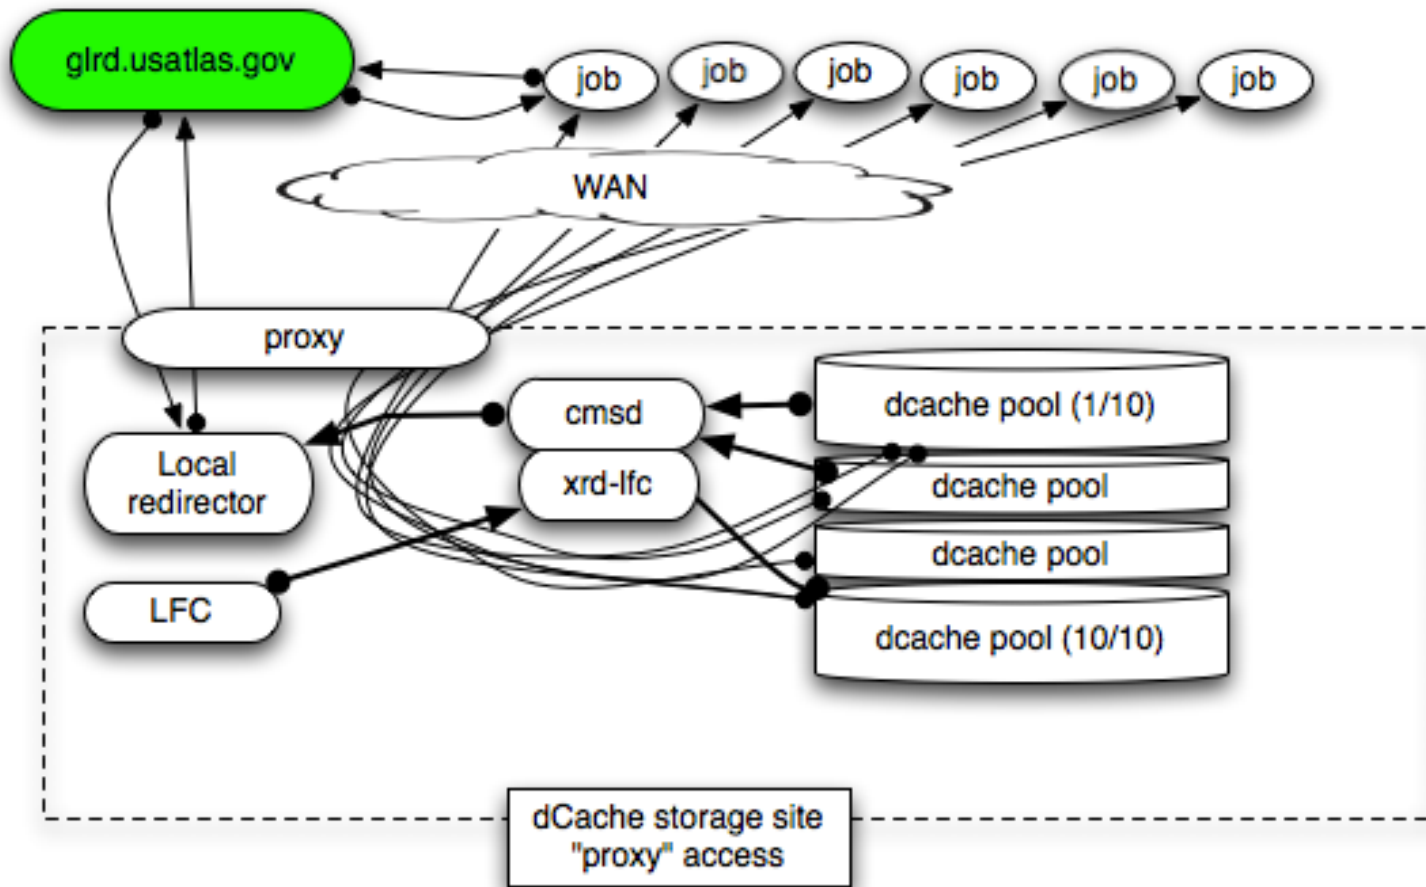 glrd.usatlas.gov
job
job
job
job
job
job
WAN
proxy
cmsd
dcache pool (1/10)
Local
redirector
xrd-lfc
dcache pool
dcache pool
LFC
dcache pool (10/10)
dCache storage site
"proxy" access